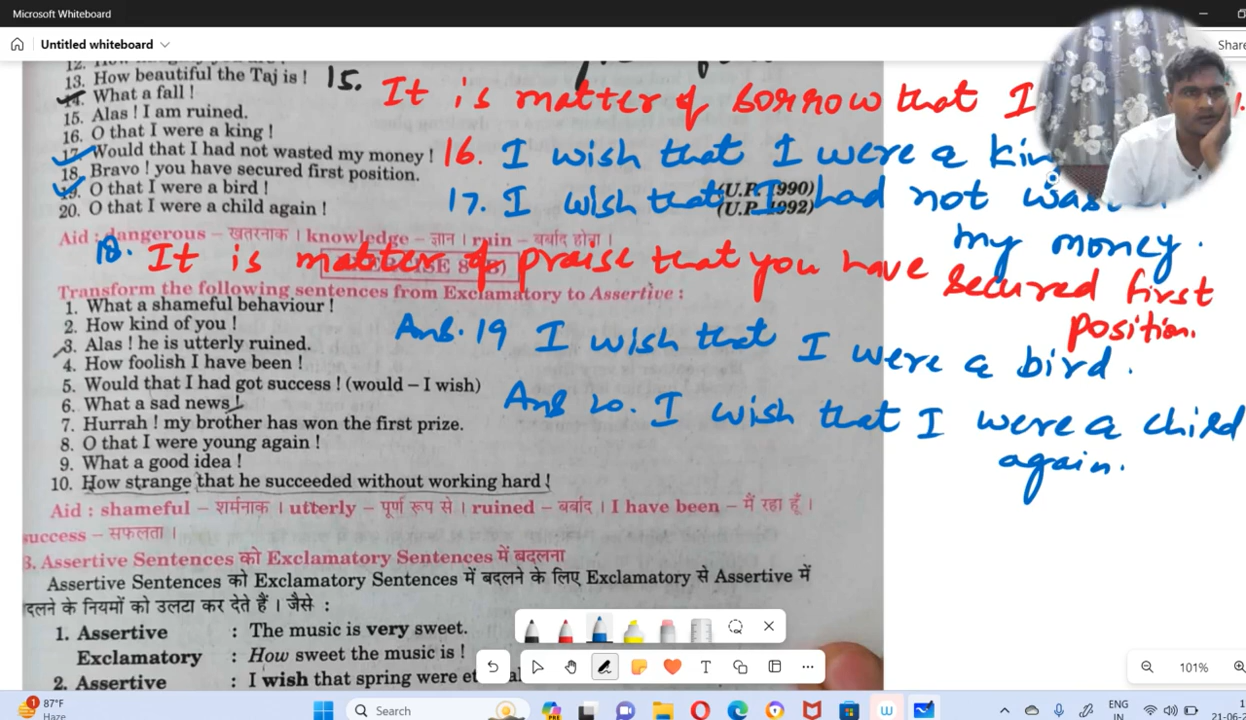 Microsoft Whiteboard
Untitled whiteboard
Share
13. How beautiful the Taj is !
14. What a fall !
15. Alas ! I am ruined.
16. O that I were a king !
17. Would that I had not wasted my money !
18. Bravo ! you have secured first position.
19. O that I were a bird ! (U.P. 1990)
20. O that I were a child again ! (U.P. 1992)
Aid : dangerous – खतरनाक । knowledge – ज्ञान । ruin – बर्बाद होना ।
Transform the following sentences from Exclamatory to Assertive :
1. What a shameful behaviour !
2. How kind of you !
3. Alas ! he is utterly ruined.
4. How foolish I have been !
5. Would that I had got success ! (would – I wish)
6. What a sad news !
7. Hurrah ! my brother has won the first prize.
8. O that I were young again !
9. What a good idea !
10. How strange that he succeeded without working hard !
Aid : shameful – शर्मनाक । utterly – पूर्ण रूप से । ruined – बर्बाद । I have been – मैं रहा हूँ ।
success – सफलता ।
3. Assertive Sentences को Exclamatory Sentences में बदलना
Assertive Sentences को Exclamatory Sentences में बदलने के लिए Exclamatory से Assertive में
दलने के नियमों को उलटा कर देते हैं । जैसे :
1. Assertive : The music is very sweet.
Exclamatory : How sweet the music is !
2. Assertive : I wish that spring were
15. It is matter of sorrow that I
16. I wish that I were a
17. I wish that I had not
my money.
18. It is matter of praise that you have secured first
position.
Ans. 19 I wish that I were a bird.
Ans 20. I wish that I were a child
again.
101%
87°F
Haze
Search
ENG
IN